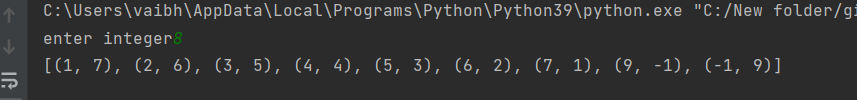 C:\Users\vaibh\AppData\Local\Programs\Python\Python39\python.exe "C:/New folder/gi
enter integer8
[(1, 7), (2, 6), (3, 5), (4, 4), (5, 3), (6, 2), (7, 1), (9, -1), (-1, 9)]